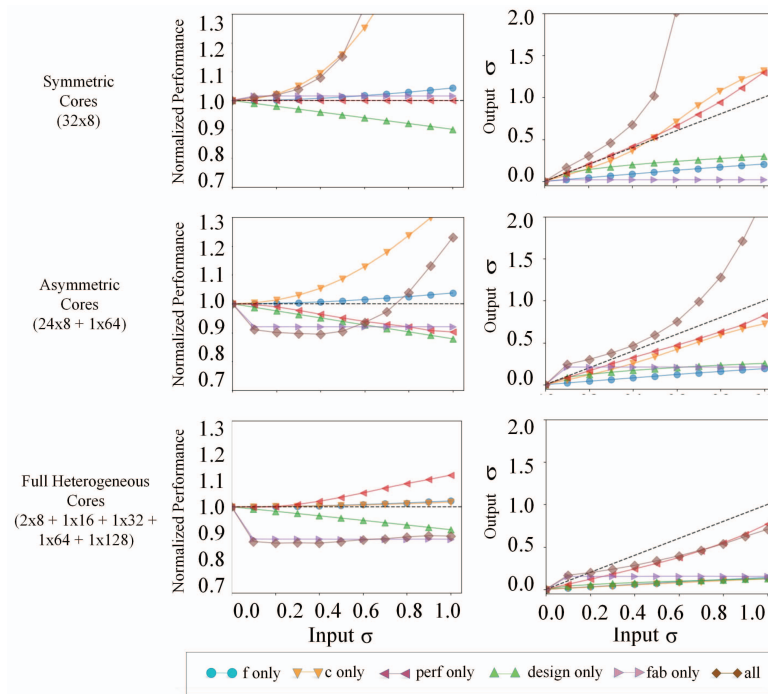 Symmetric
Cores
(32x8)
Normalized Performance
1.3
1.2
1.1
1.0
0.9
0.8
0.7
Output σ
2.0
1.5
1.0
0.5
0.0
Asymmetric
Cores
(24x8 + 1x64)
Normalized Performance
1.3
1.2
1.1
1.0
0.9
0.8
0.7
Output σ
2.0
1.5
1.0
0.5
0.0
Full Heterogeneous
Cores
(2x8 + 1x16 + 1x32 +
1x64 + 1x128)
Normalized Performance
1.3
1.2
1.1
1.0
0.9
0.8
0.7
0.0 0.2 0.4 0.6 0.8 1.0
Input σ
Output σ
2.0
1.5
1.0
0.5
0.0
0.0 0.2 0.4 0.6 0.8 1.0
Input σ
f only c only perf only design only fab only all